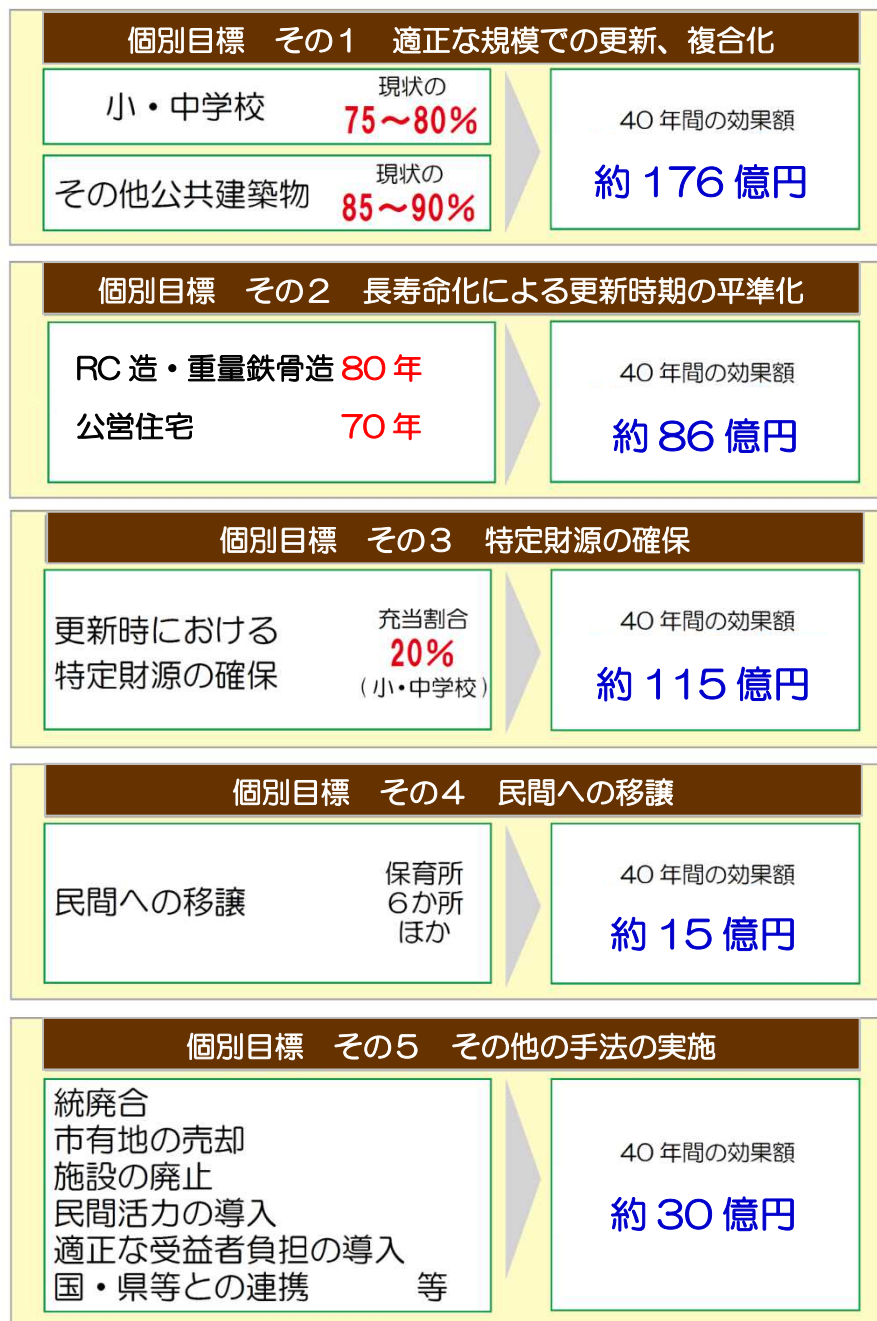 個別目標　その1　適正な規模での更新、複合化
小・中学校
現状の
75～80%
その他公共建築物
現状の
85～90%
40年間の効果額
約176億円
個別目標　その2　長寿命化による更新時期の平準化
RC造・重量鉄骨造 80年
公営住宅 70年
40年間の効果額
約86億円
個別目標　その3　特定財源の確保
更新時における
特定財源の確保
充当割合
20%
(小・中学校)
40年間の効果額
約115億円
個別目標　その4　民間への移譲
民間への移譲
保育所
6か所
ほか
40年間の効果額
約15億円
個別目標　その5　その他の手法の実施
統廃合
市有地の売却
施設の廃止
民間活力の導入
適正な受益者負担の導入
国・県等との連携　　　等
40年間の効果額
約30億円